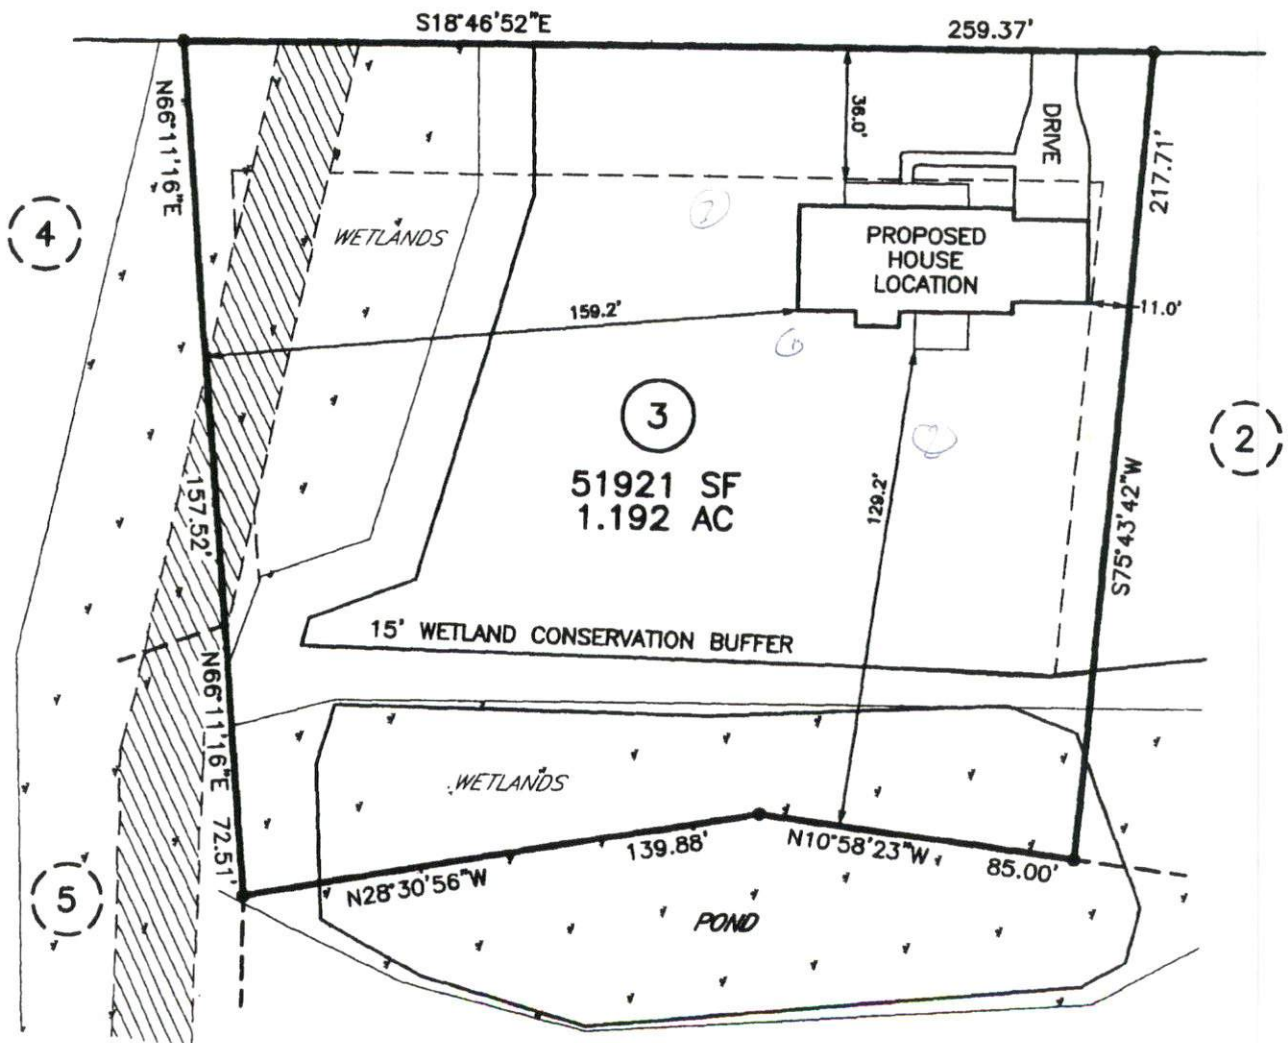 S18°46'52"E
259.37'
N66°11'16"E
36.0'
DRIVE
217.71'
4
WETLANDS
PROPOSED
HOUSE
LOCATION
159.2'
11.0'
3
51921 SF
1.192 AC
2
129.2'
157.52'
S75°43'42"W
15' WETLAND CONSERVATION BUFFER
N66°11'16"E 72.51'
WETLANDS
139.88'
N28°30'56"W
N10°58'23"W
85.00'
5
POND